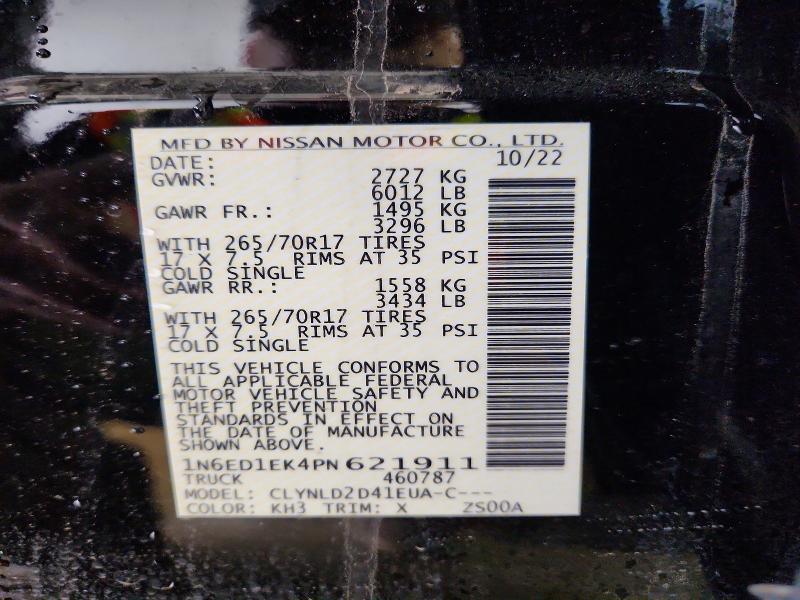 MFD BY NISSAN MOTOR CO., LTD.
DATE: 10/22
GVWR: 2727 KG
6012 LB
GAWR FR.: 1495 KG
3296 LB
WITH 265/70R17 TIRES
17 X 7.5 RIMS AT 35 PSI
COLD SINGLE
GAWR RR.: 1558 KG
3434 LB
WITH 265/70R17 TIRES
17 X 7.5 RIMS AT 35 PSI
COLD SINGLE
THIS VEHICLE CONFORMS TO
ALL APPLICABLE FEDERAL
MOTOR VEHICLE SAFETY AND
THEFT PREVENTION
STANDARDS IN EFFECT ON
THE DATE OF MANUFACTURE
SHOWN ABOVE.
1N6ED1EK4PN621911
TRUCK 460787
MODEL: CLYNLD2D41EUA-C---
COLOR: KH3 TRIM: X ZS00A